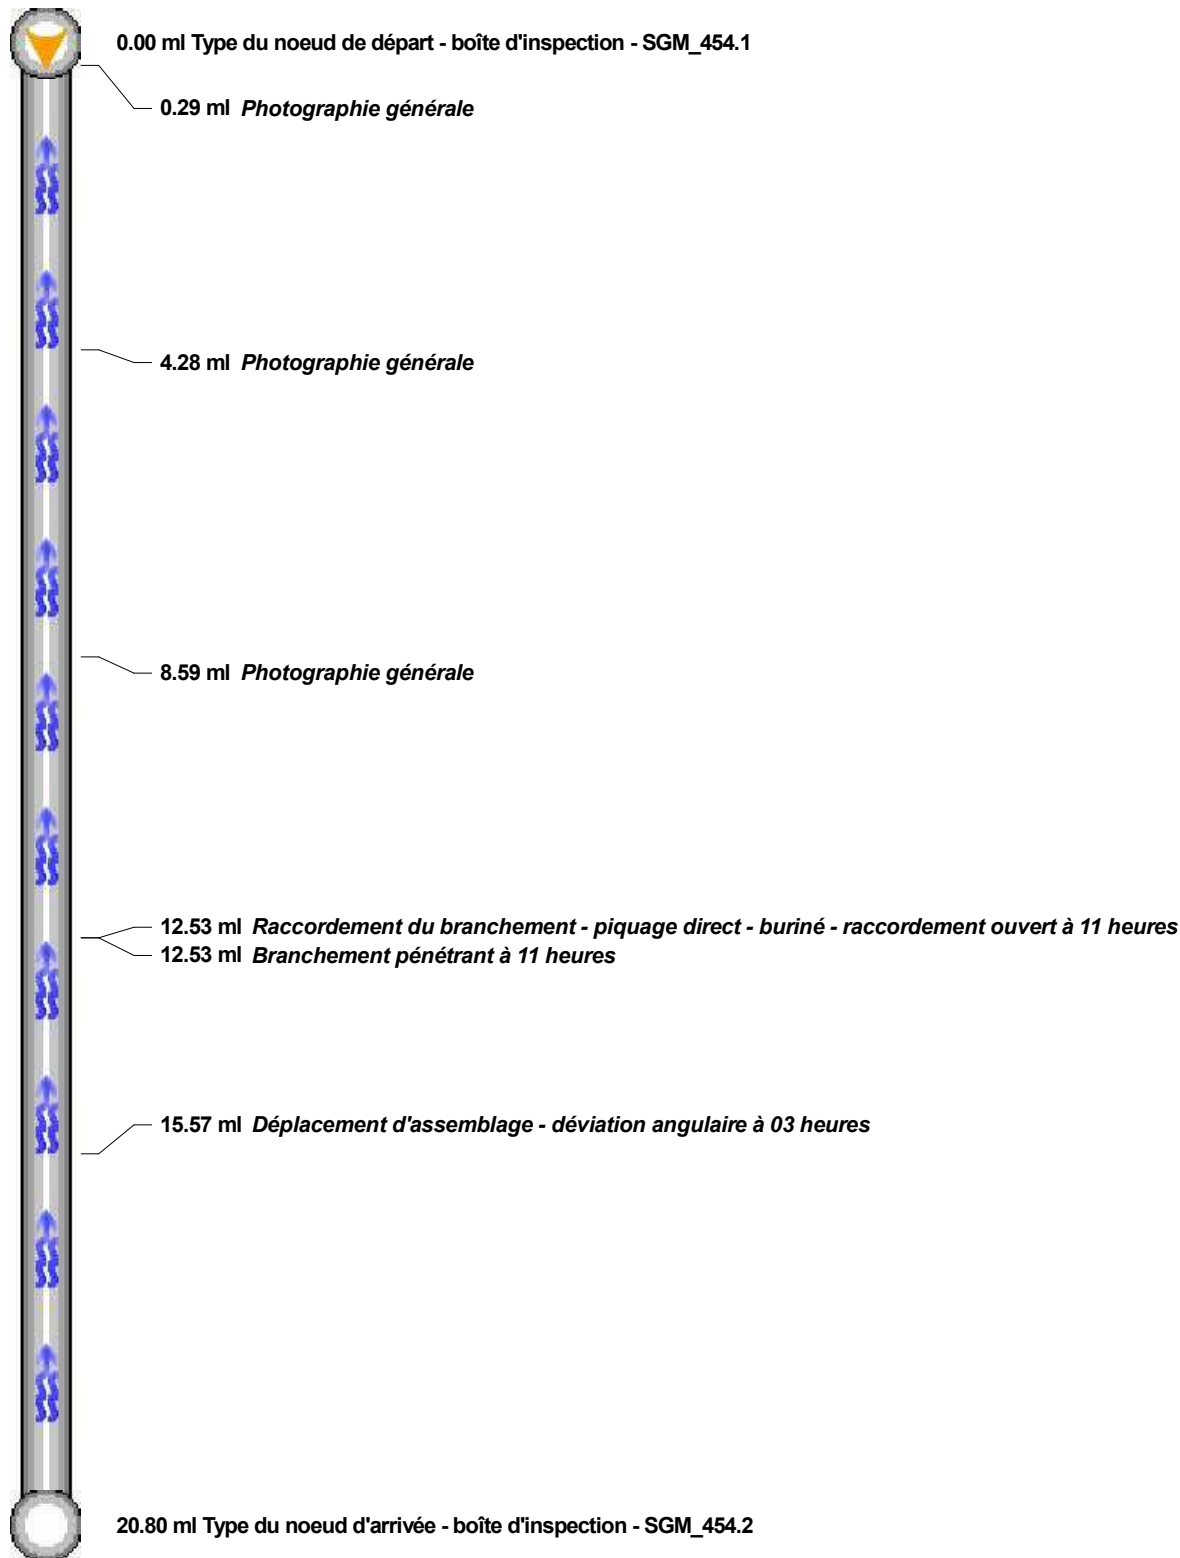 0.00 ml Type du noeud de départ - boîte d'inspection - SGM_454.1
0.29 ml Photographie générale
4.28 ml Photographie générale
8.59 ml Photographie générale
12.53 ml Raccordement du branchement - piquage direct - buriné - raccordement ouvert à 11 heures
12.53 ml Branchement pénétrant à 11 heures
15.57 ml Déplacement d'assemblage - déviation angulaire à 03 heures
20.80 ml Type du noeud d'arrivée - boîte d'inspection - SGM_454.2